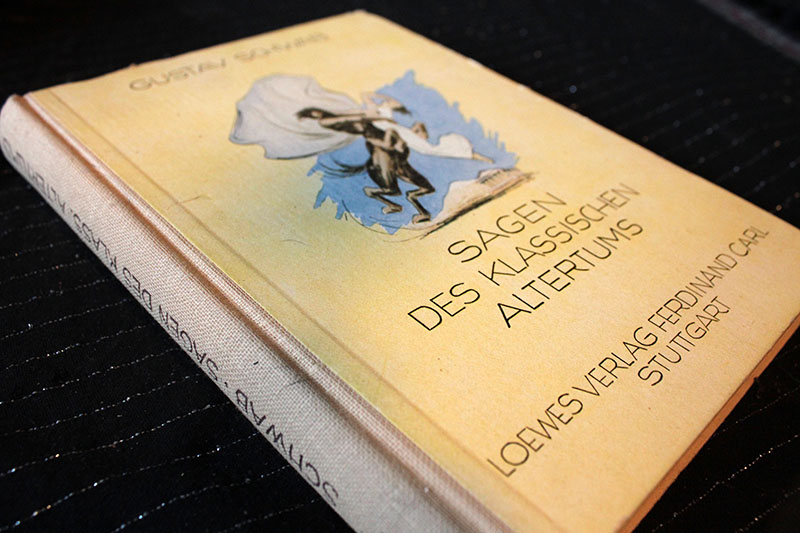 GUSTAV SCHWAB
SAGEN
DES KLASSISCHEN
ALTERTUMS
LOEWES VERLAG FERDINAND CARL
STUTTGART
SCHWAB · SAGEN DES KLASS. ALTERTUMS